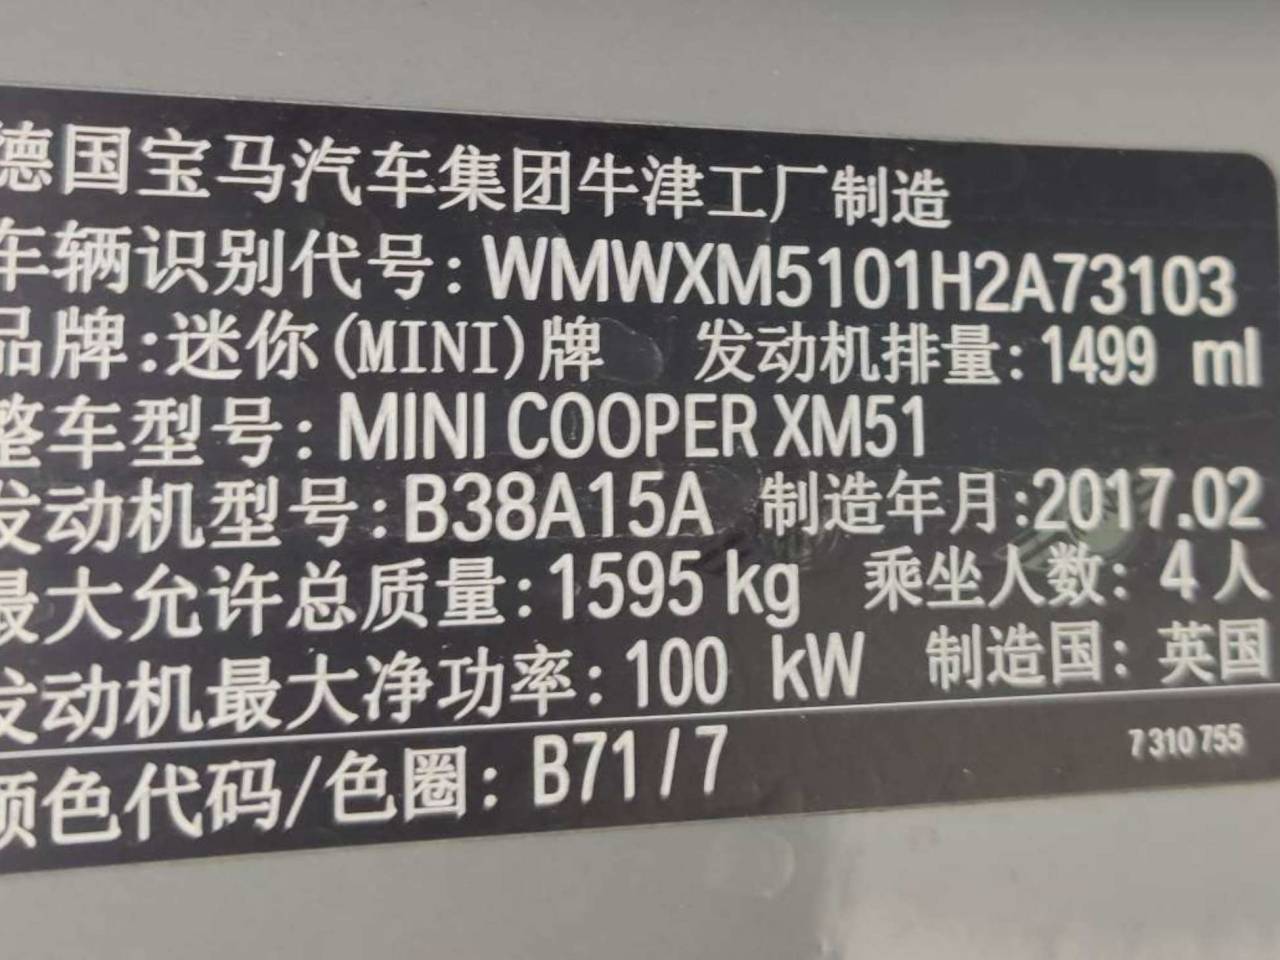 德国宝马汽车集团牛津工厂制造
车辆识别代号:WMWXM5101H2A73103
品牌:迷你(MINI)牌 发动机排量:1499 ml
整车型号:MINI COOPER XM51
发动机型号:B38A15A 制造年月:2017.02
最大允许总质量:1595 kg 乘坐人数:4人
发动机最大净功率:100 kW 制造国:英国
颜色代码/色圈:B71/7 7 310 755